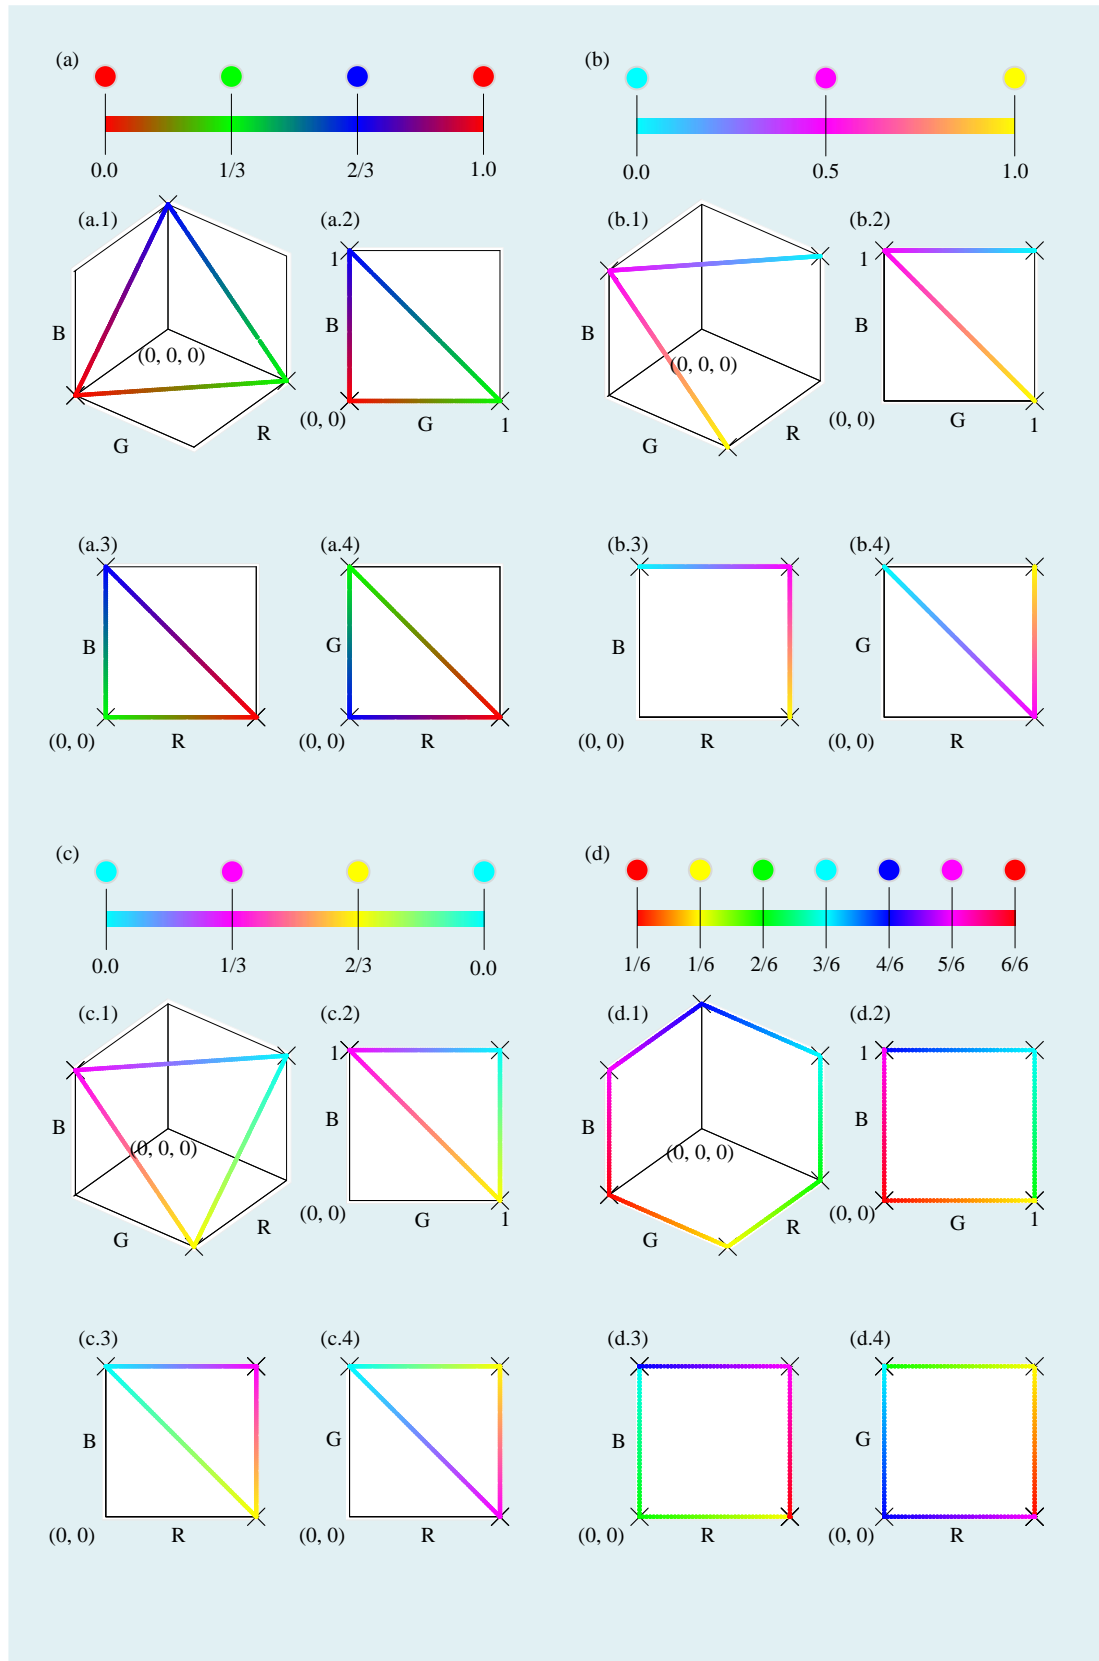 (a)
0.0 1/3 2/3 1.0
(b)
0.0 0.5 1.0
(a.1)
B
(0, 0, 0)
G
R
(a.2)
1
B
(0, 0)
G
1
(b.1)
B
(0, 0, 0)
G
R
(b.2)
1
B
(0, 0)
G
1
(a.3)
B
(0, 0)
R
(a.4)
G
(0, 0)
R
(b.3)
B
(0, 0)
R
(b.4)
G
(0, 0)
R
(c)
0.0 1/3 2/3 0.0
(d)
1/6 1/6 2/6 3/6 4/6 5/6 6/6
(c.1)
B
(0, 0, 0)
G
R
(c.2)
1
B
(0, 0)
G
1
(d.1)
B
(0, 0, 0)
G
R
(d.2)
1
B
(0, 0)
G
1
(c.3)
B
(0, 0)
R
(c.4)
G
(0, 0)
R
(d.3)
B
(0, 0)
R
(d.4)
G
(0, 0)
R